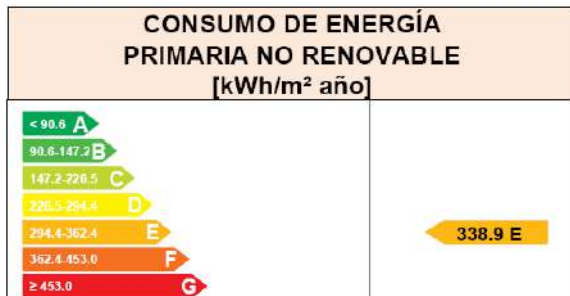 CONSUMO DE ENERGÍA
PRIMARIA NO RENOVABLE
[kWh/m² año]
< 90.6 A
90.6-147.2 B
147.2-226.5 C
226.5-294.4 D
294.4-362.4 E
338.9 E
362.4-453.0 F
≥ 453.0 G